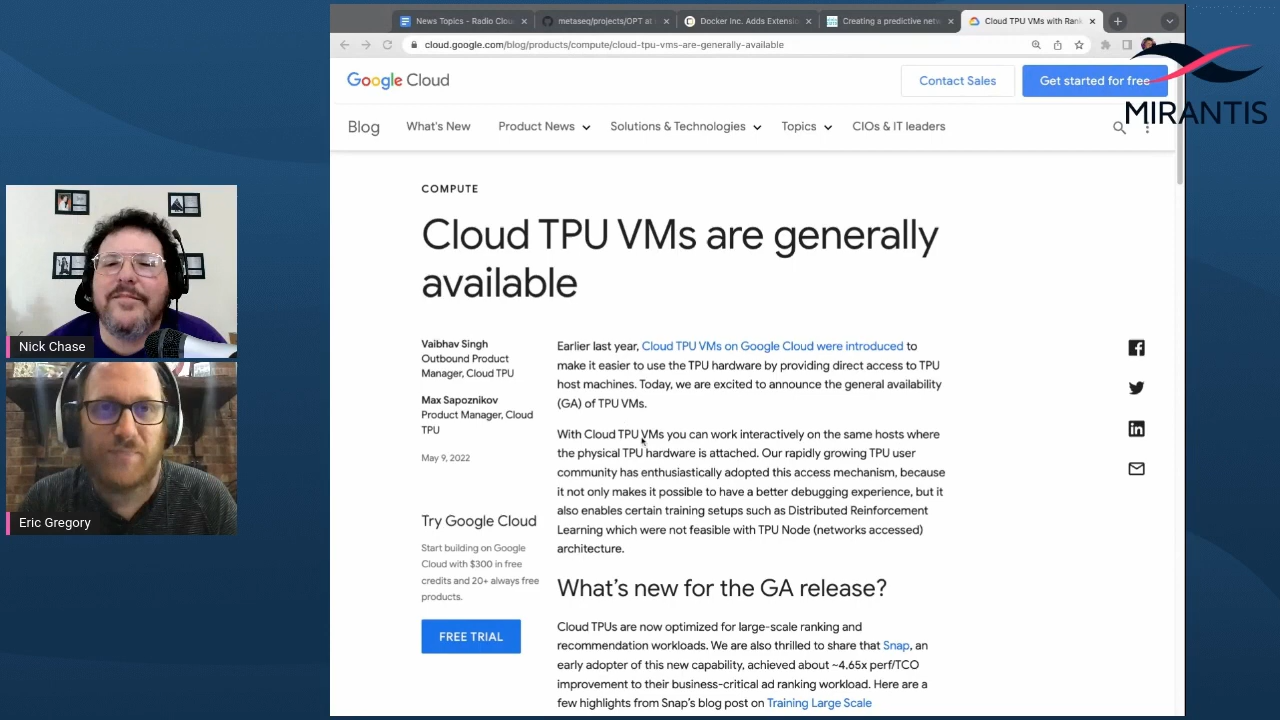 News Topics - Radio Clou
metaseq/projects/OPT at
Docker Inc. Adds Extensio
Creating a predictive net
Cloud TPU VMs with Rank
cloud.google.com/blog/products/compute/cloud-tpu-vms-are-generally-available
Google Cloud
Contact Sales
Get started for free
MIRANTIS
Blog
What's New
Product News
Solutions & Technologies
Topics
CIOs & IT leaders
COMPUTE
Cloud TPU VMs are generally
available
Vaibhav Singh
Outbound Product
Manager, Cloud TPU
Max Sapoznikov
Product Manager, Cloud
TPU
May 9, 2022
Earlier last year, Cloud TPU VMs on Google Cloud were introduced to
make it easier to use the TPU hardware by providing direct access to TPU
host machines. Today, we are excited to announce the general availability
(GA) of TPU VMs.
With Cloud TPU VMs you can work interactively on the same hosts where
the physical TPU hardware is attached. Our rapidly growing TPU user
community has enthusiastically adopted this access mechanism, because
it not only makes it possible to have a better debugging experience, but it
also enables certain training setups such as Distributed Reinforcement
Learning which were not feasible with TPU Node (networks accessed)
architecture.
Try Google Cloud
Start building on Google
Cloud with $300 in free
credits and 20+ always free
products.
FREE TRIAL
What's new for the GA release?
Cloud TPUs are now optimized for large-scale ranking and
recommendation workloads. We are also thrilled to share that Snap, an
early adopter of this new capability, achieved about ~4.65x perf/TCO
improvement to their business-critical ad ranking workload. Here are a
few highlights from Snap's blog post on Training Large Scale
Nick Chase
Eric Gregory